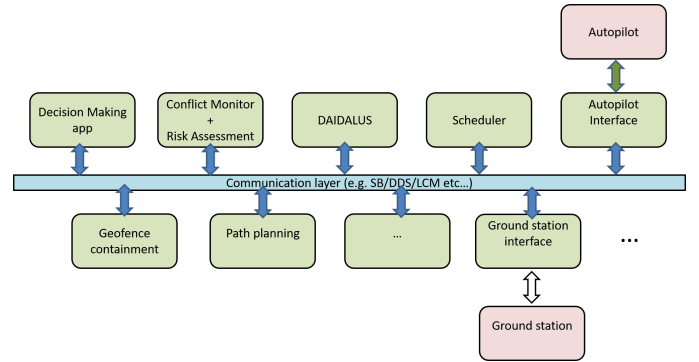 Autopilot
Decision Making
app
Conflict Monitor
+
Risk Assessment
DAIDALUS
Scheduler
Autopilot
Interface
Communication layer (e.g. SB/DDS/LCM etc...)
Geofence
containment
Path planning
...
Ground station
interface
...
Ground station